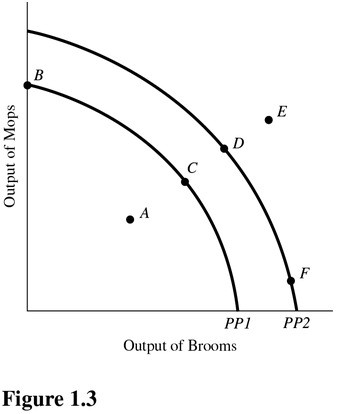 B
E
D
C
A
F
Output of Mops
PP1 PP2
Output of Brooms
Figure 1.3